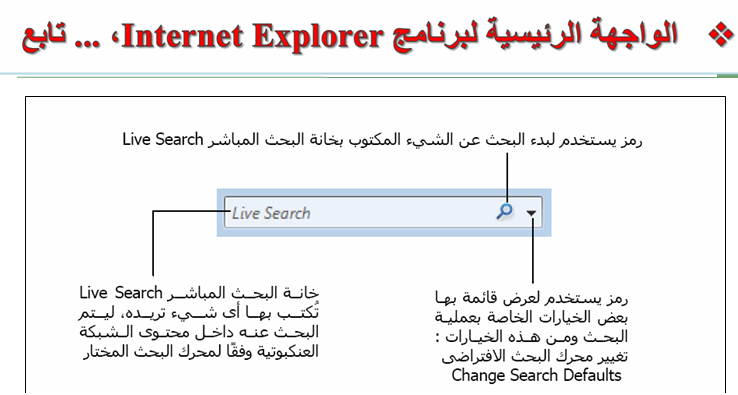 الواجهة الرئيسية لبرنامج Internet Explorer، ... تابع
رمز يستخدم لبدء البحث عن الشيء المكتوب بخانة البحث المباشر Live Search
Live Search
رمز يستخدم لعرض قائمة بها
بعض الخيارات الخاصة بعملية
البحث ومن هذه الخيارات :
تغيير محرك البحث الافتراضى
Change Search Defaults
خانة البحث المباشر Live Search
تُكتب بها أى شيء تريده، ليتم
البحث عنه داخل محتوى الشبكة
العنكبوتية وفقًا لمحرك البحث المختار